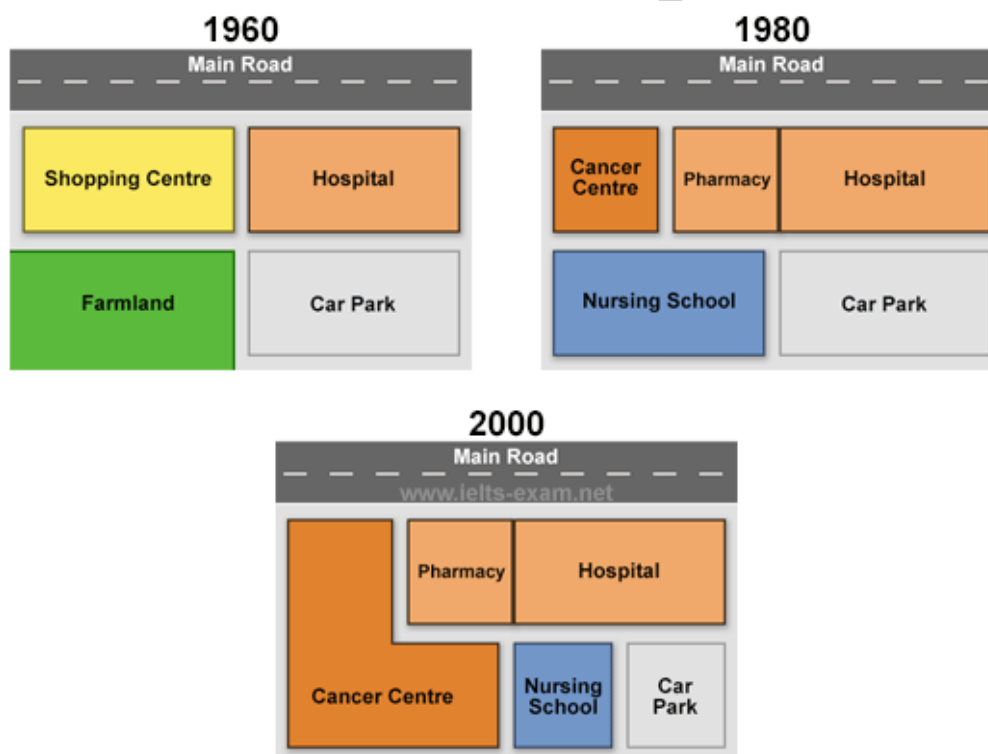 1960
Main Road
Shopping Centre
Hospital
Farmland
Car Park
1980
Main Road
Cancer
Centre
Pharmacy
Hospital
Nursing School
Car Park
2000
Main Road
www.ielts-exam.net
Pharmacy
Hospital
Cancer Centre
Nursing
School
Car
Park